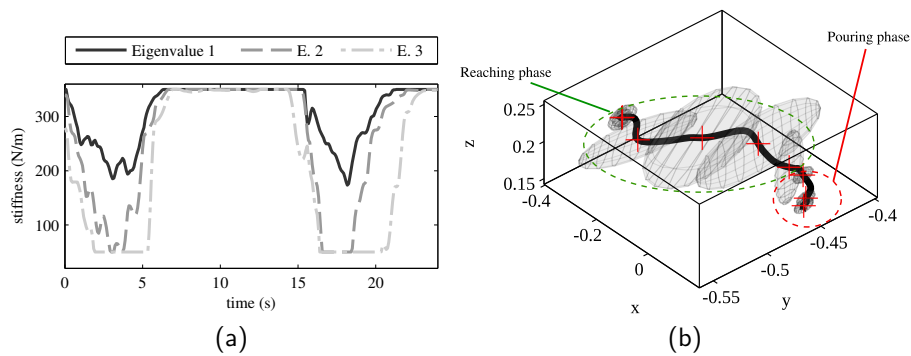 Eigenvalue 1 E. 2 E. 3
stiffness (N/m)
300
200
100
0 5 10 15 20
time (s)
(a)
Pouring phase
Reaching phase
0.25
0.2
0.15
z
-0.4
-0.2
0
x
-0.55
-0.5
-0.45
-0.4
y
(b)